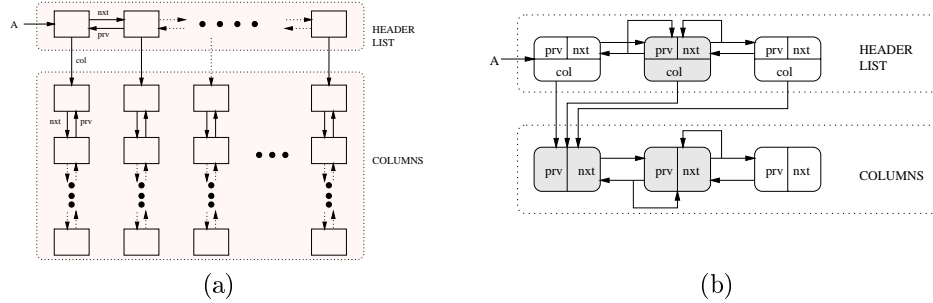 A
nxt
prv
HEADER
LIST
col
nxt
prv
COLUMNS
(a)
A
prv nxt
col
prv nxt
col
prv nxt
col
HEADER
LIST
prv nxt
prv nxt
prv nxt
COLUMNS
(b)